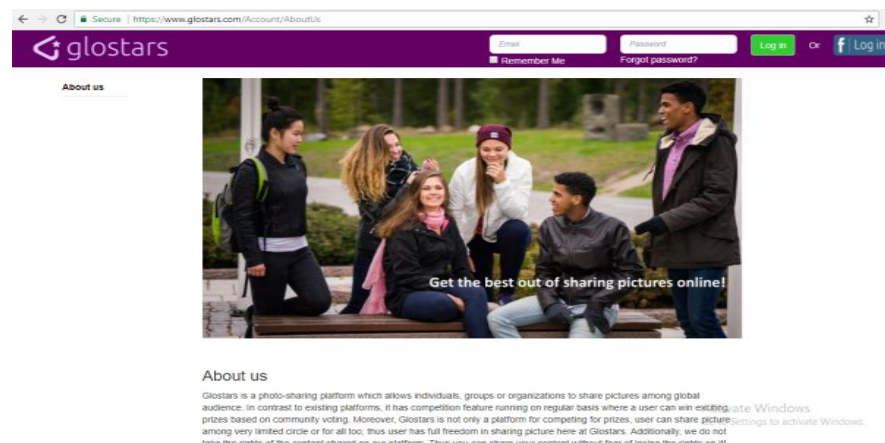 Secure | https://www.glostars.com/Account/AboutUs
glostars
Email Password Log in Or f Log in
Remember Me Forgot password?
About us
Get the best out of sharing pictures online!
About us
Glostars is a photo-sharing platform which allows individuals, groups or organizations to share pictures among global
audience. In contrast to existing platforms, it has competition feature running on regular basis where a user can win exciting
prizes based on community voting. Moreover, Glostars is not only a platform for competing for prizes, user can share picture
among very limited circle or for all too; thus user has full freedom in sharing picture here at Glostars. Additionally, we do not
take the rights of the content shared on our platform. Thus you can share your content without fear of losing the rights on it!
Activate Windows
Settings to activate Windows.